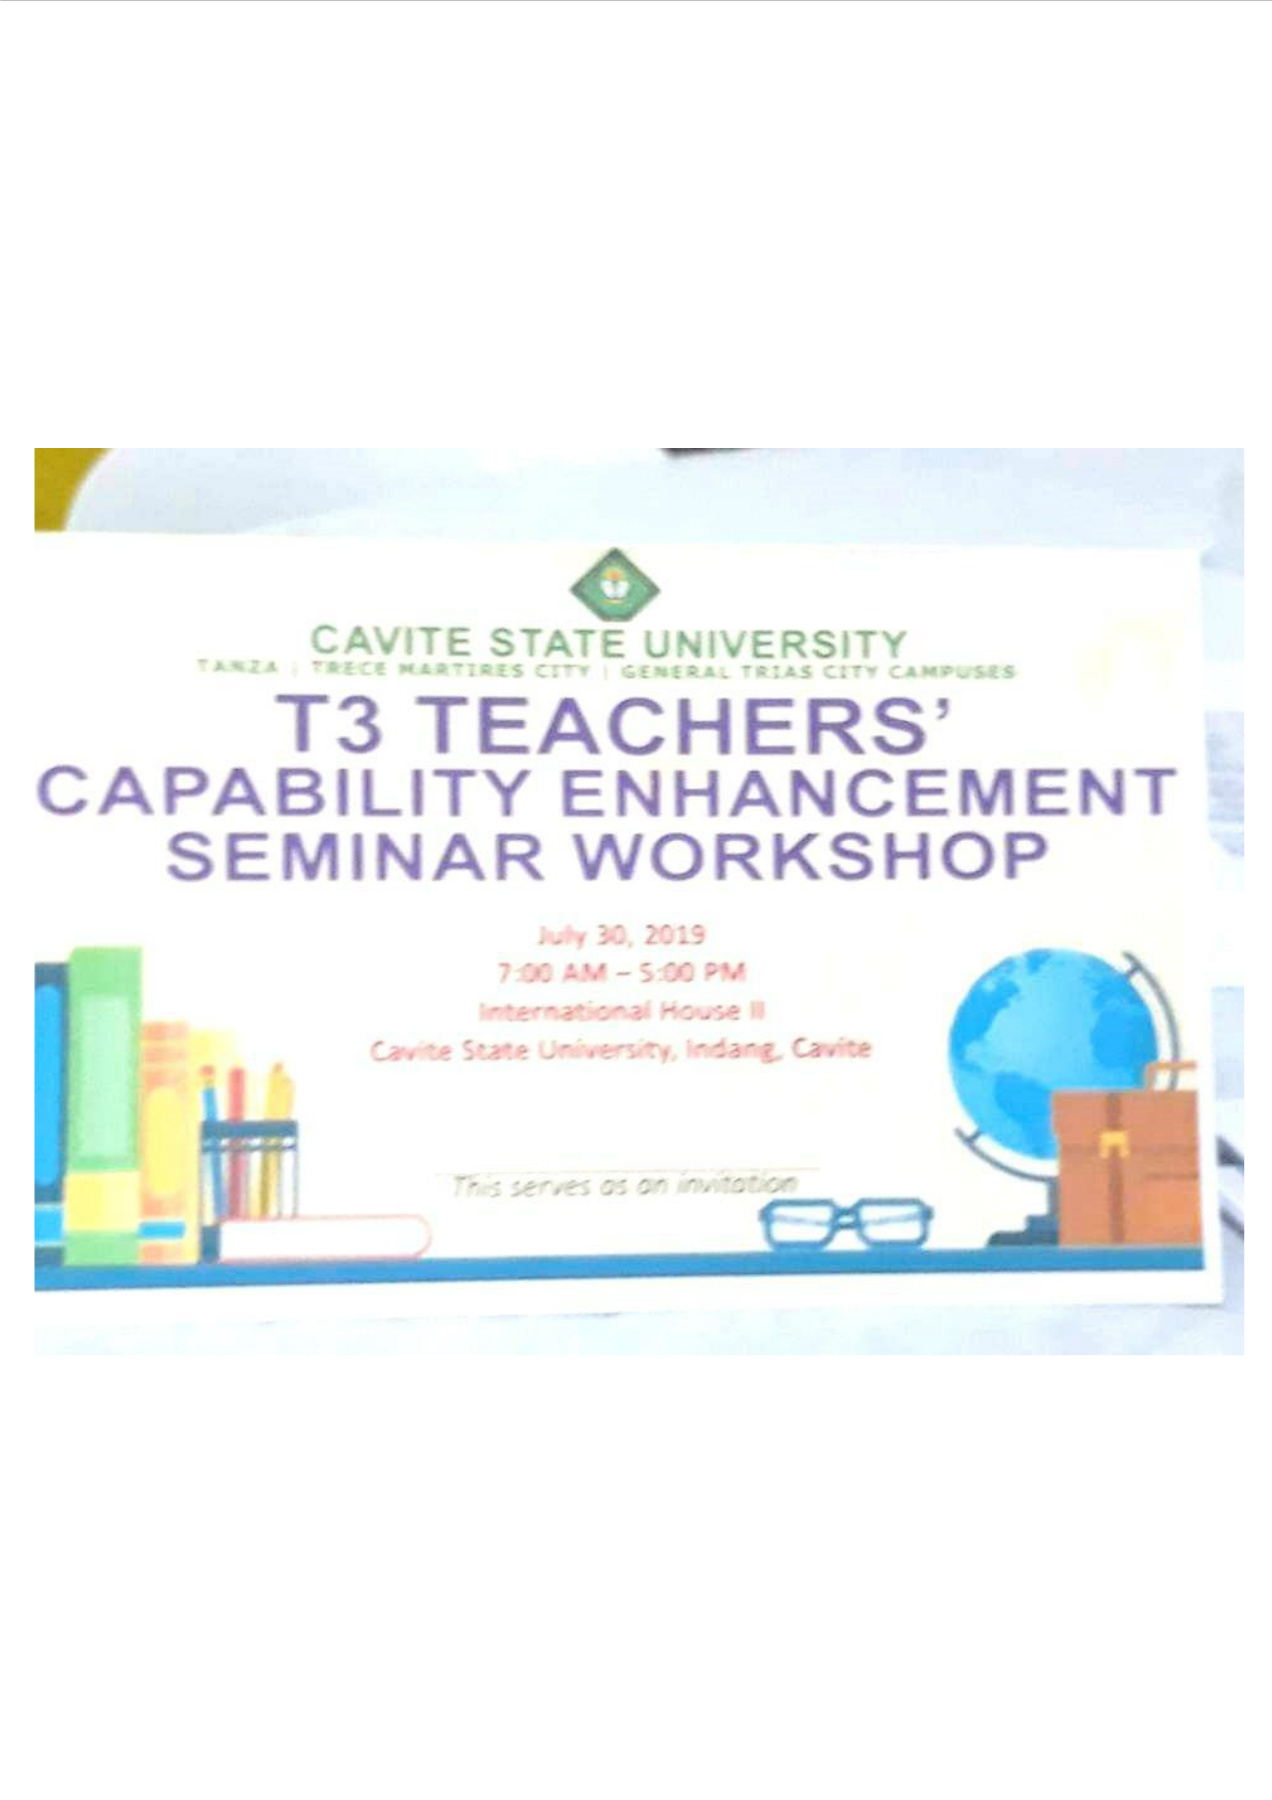 CAVITE STATE UNIVERSITY
TANZA | TRECE MARTIRES CITY | GENERAL TRIAS CITY CAMPUSES
T3 TEACHERS’
CAPABILITY ENHANCEMENT
SEMINAR WORKSHOP
July 30, 2019
7:00 AM – 5:00 PM
International House II
Cavite State University, Indang, Cavite
This serves as an invitation